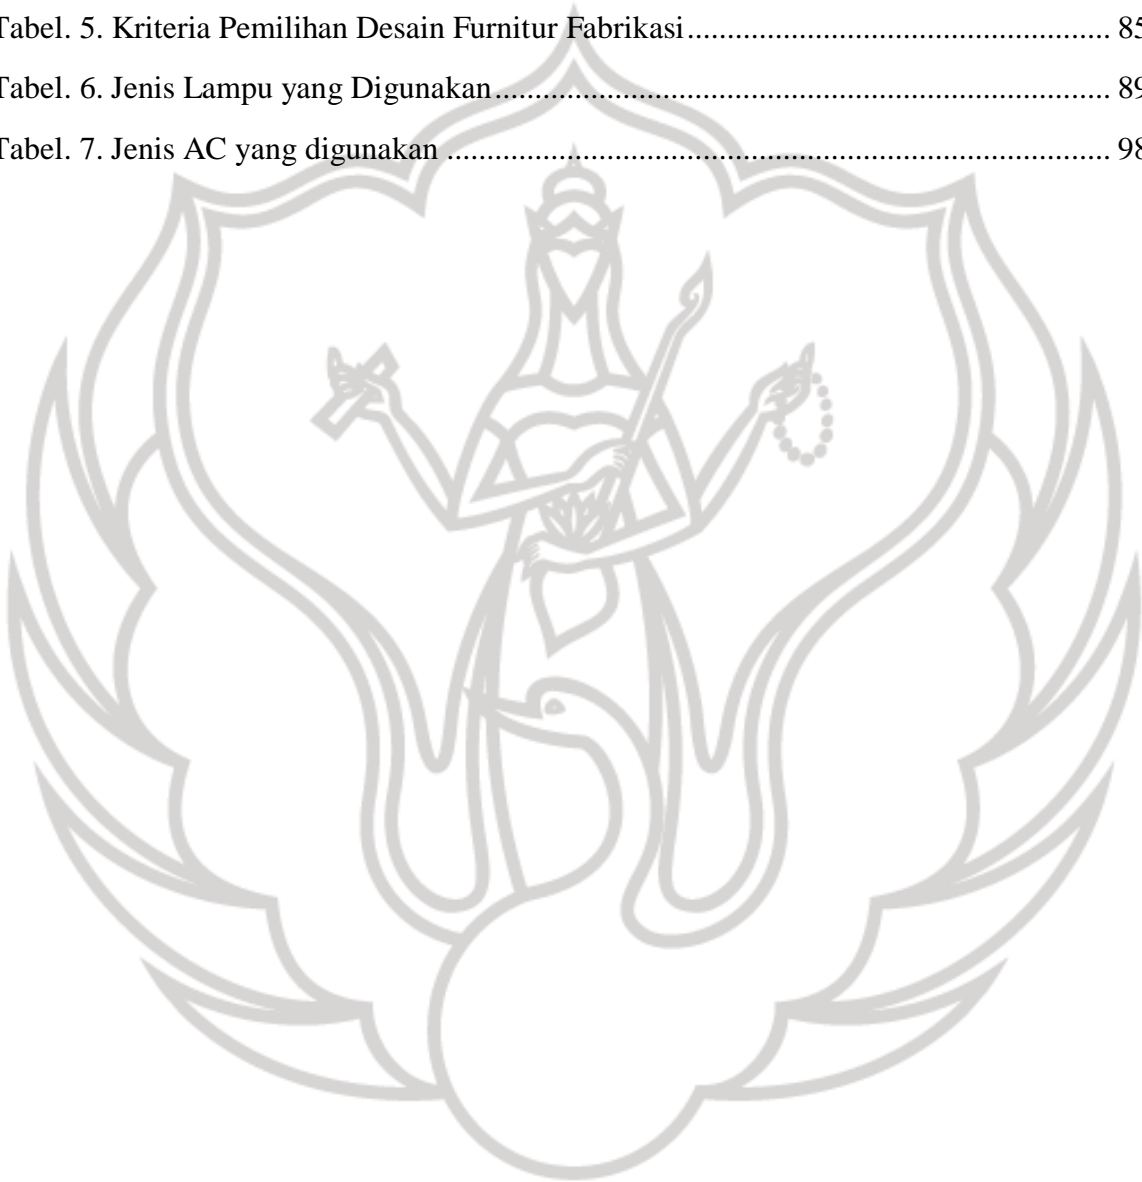 Tabel. 5. Kriteria Pemilihan Desain Furnitur Fabrikasi.................................................... 85
Tabel. 6. Jenis Lampu yang Digunakan............................................................................ 89
Tabel. 7. Jenis AC yang digunakan .................................................................................. 98